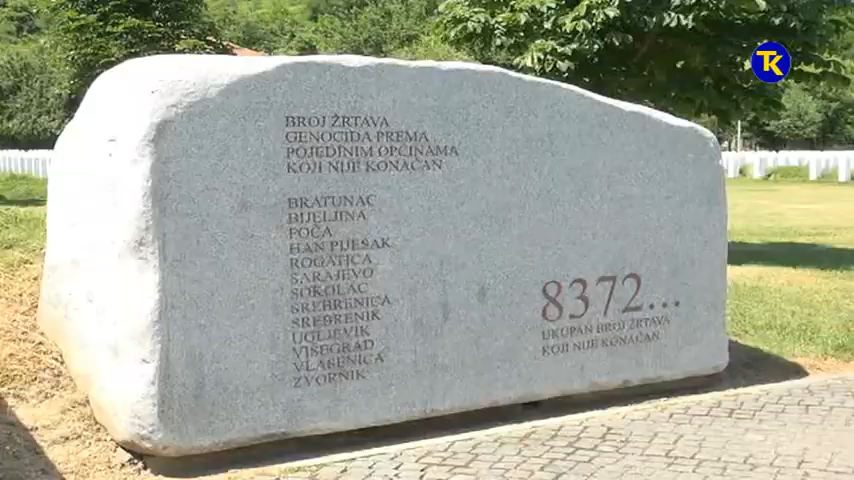 TK
BROJ ŽRTAVA
GENOCIDA PREMA
POJEDINIM OPĆINAMA
KOJI NIJE KONAČAN
BRATUNAC
BIJELJINA
FOČA
HAN PIJESAK
ROGATICA
SARAJEVO
SOKOLAC
SREBRENICA
SREBRENIK
UGLJEVIK
VIŠEGRAD
VLASENICA
ZVORNIK
8372...
UKUPAN BROJ ŽRTAVA
KOJI NIJE KONAČAN